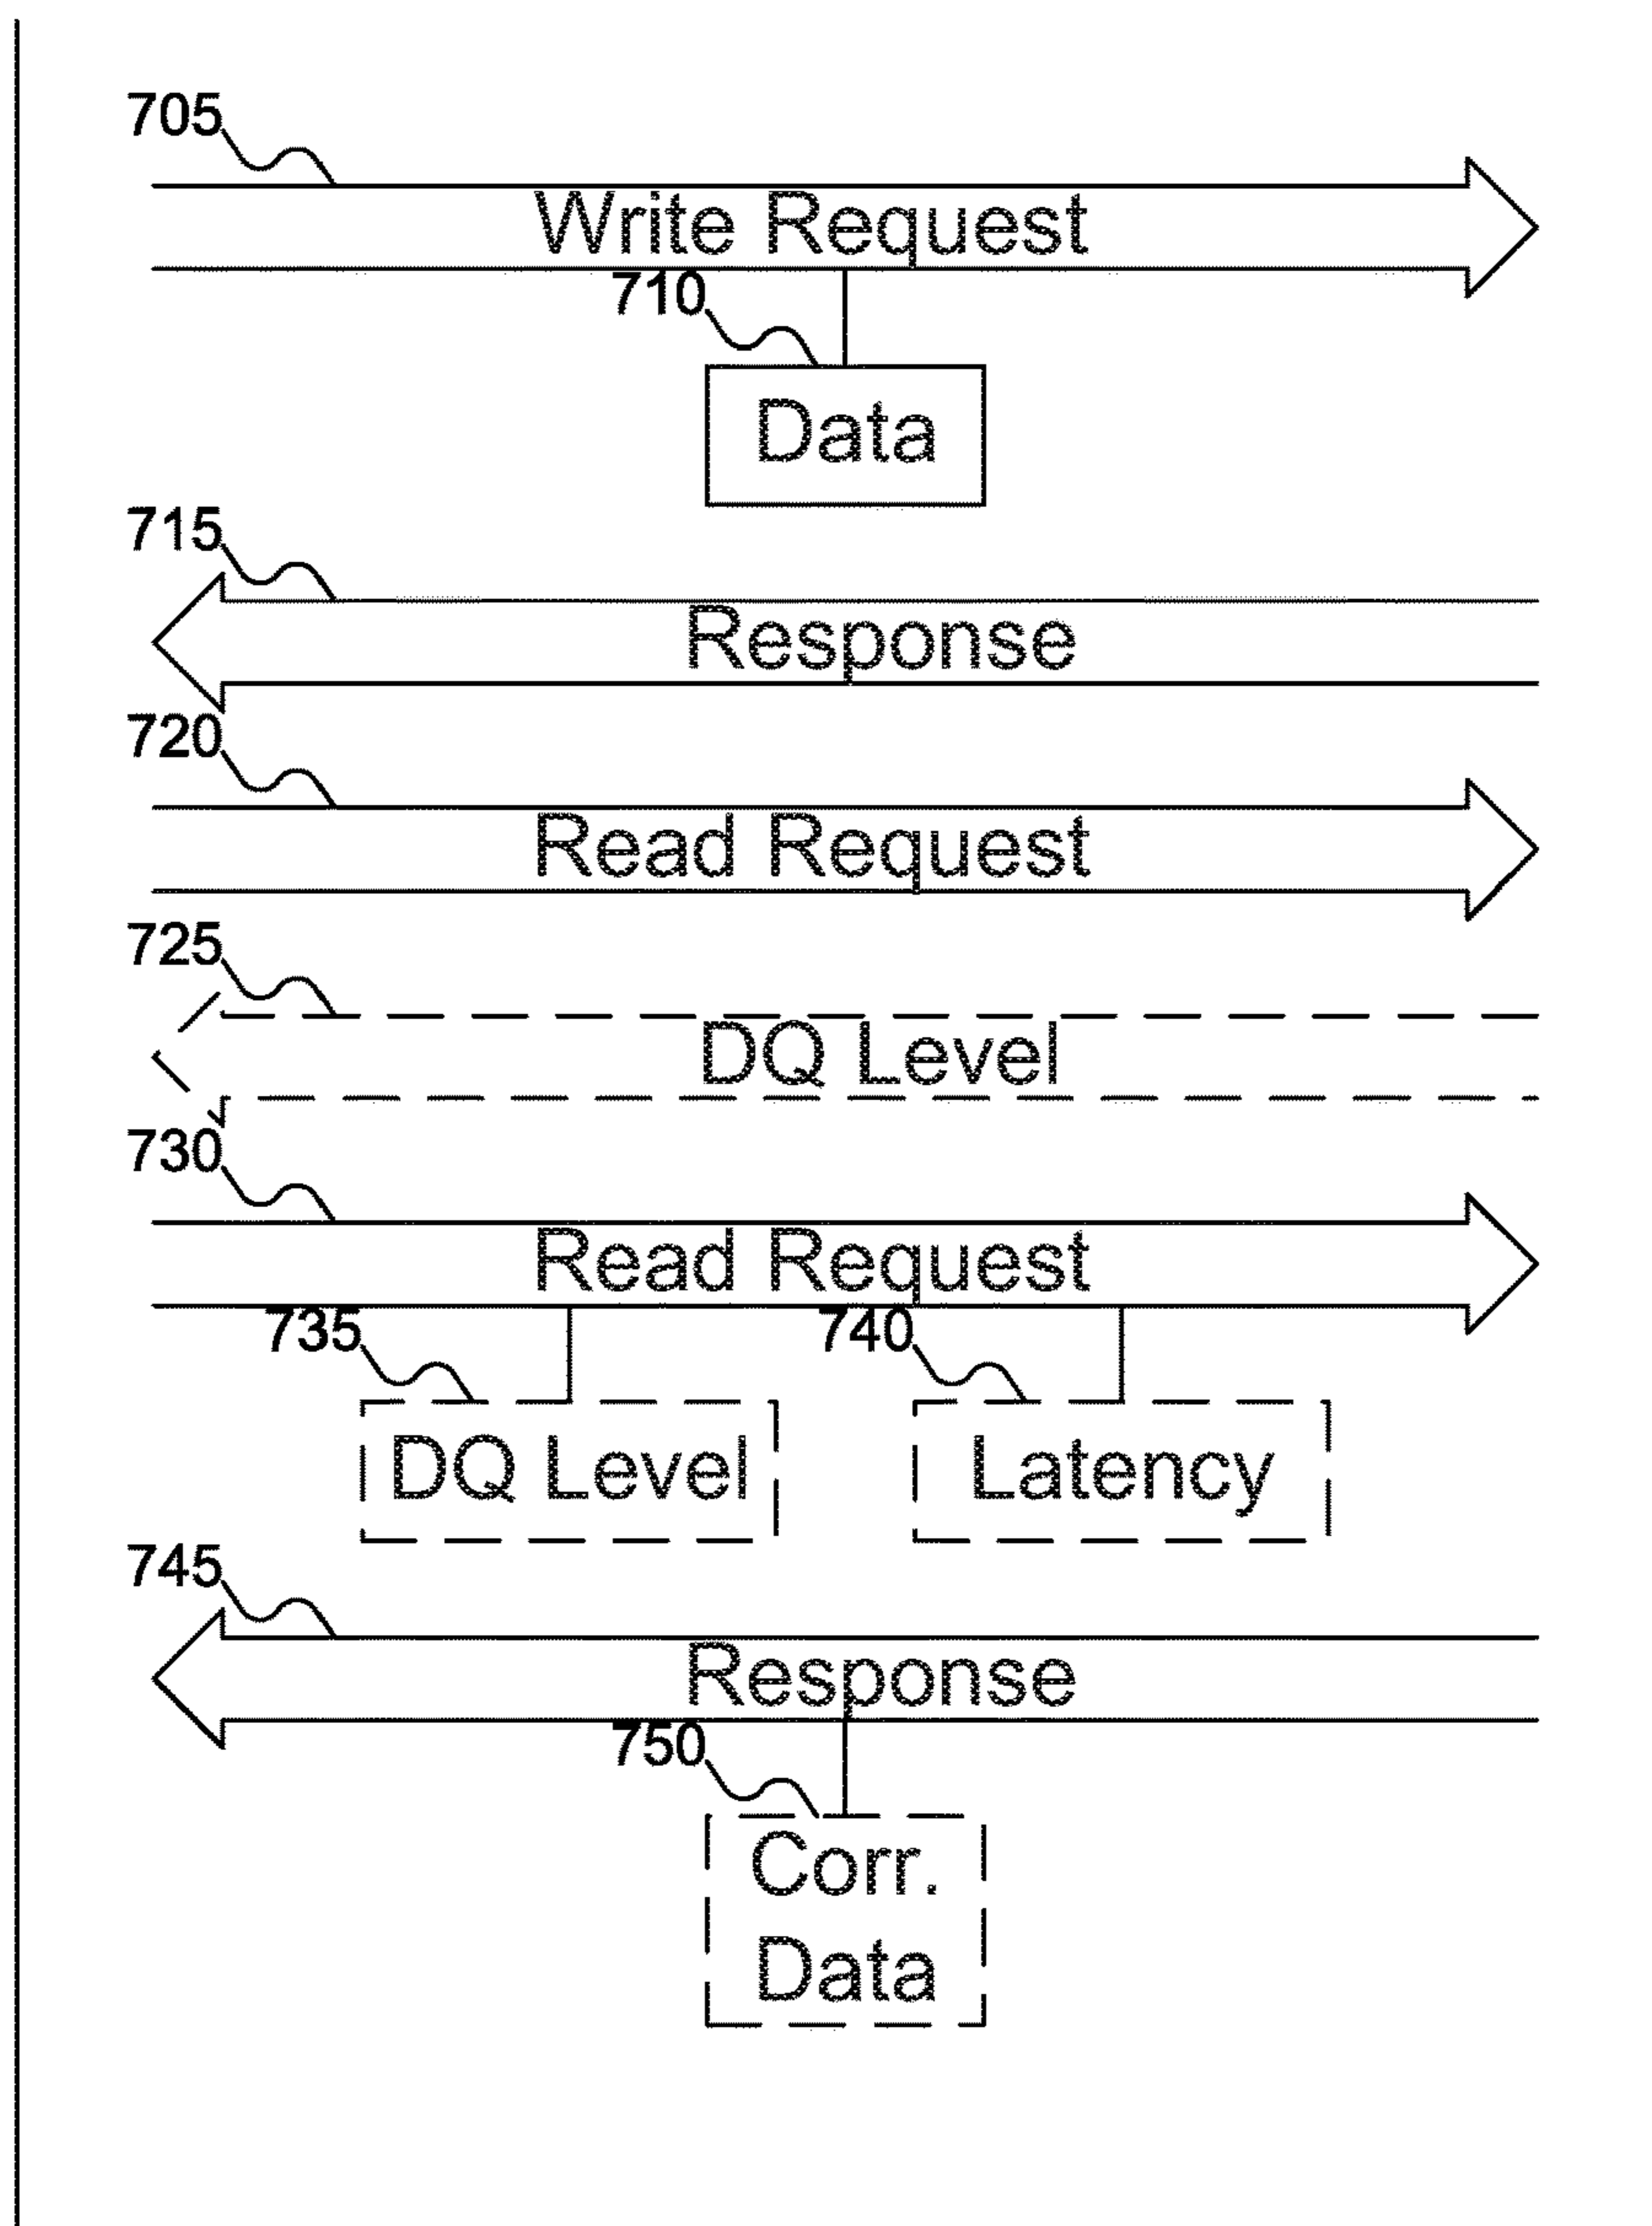 705
Write Request
710
Data
715
Response
720
Read Request
725
DQ Level
730
Read Request
735 740
DQ Level Latency
745
Response
750
Corr.
Data